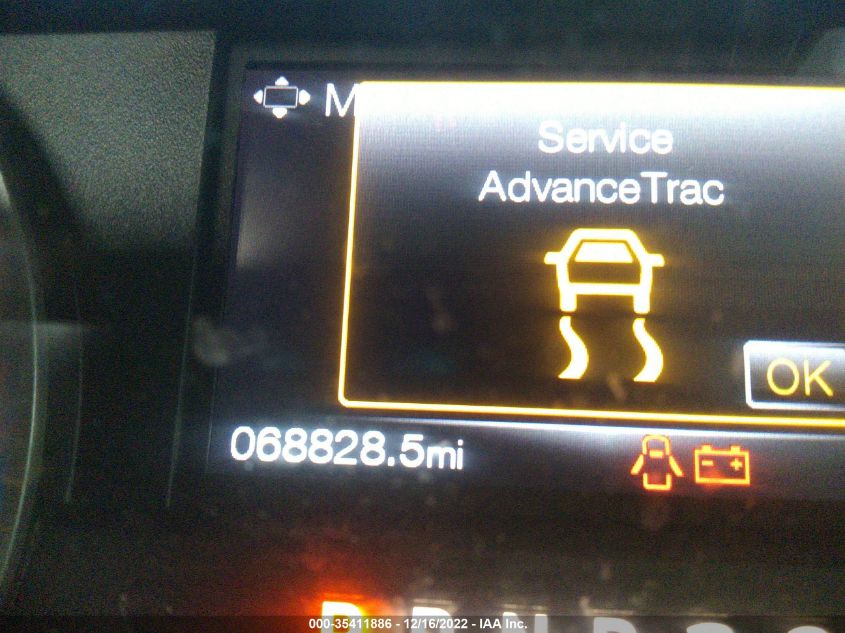 M
Service
AdvanceTrac
OK
068828.5mi
000-35411886 - 12/16/2022 - IAA Inc.